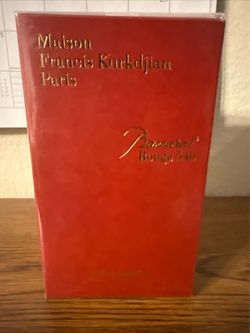 Maison
Francis Kurkdjian
Paris
Baccarat
Rouge 540